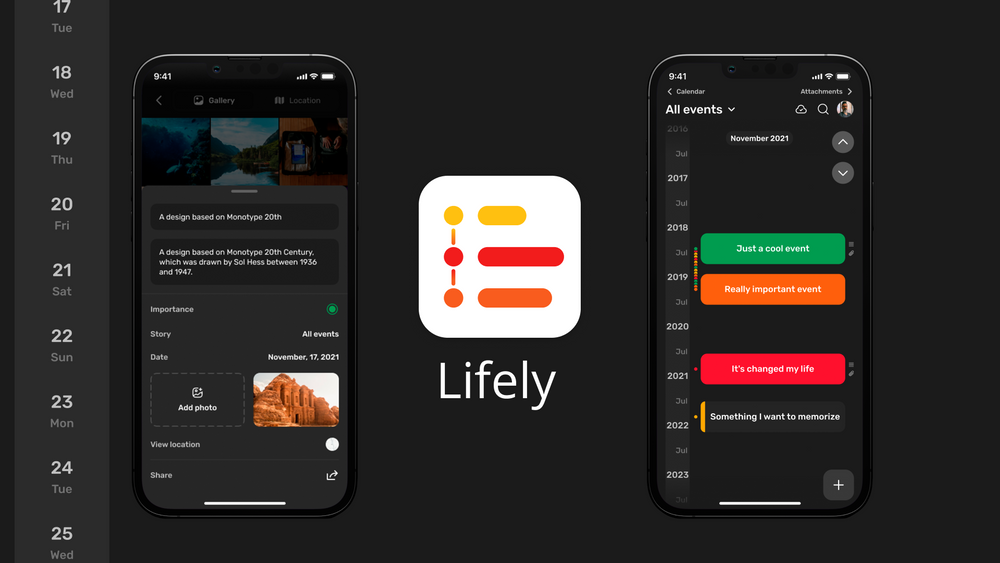 17
Tue
18
Wed
19
Thu
20
Fri
21
Sat
22
Sun
23
Mon
24
Tue
25
Wed
9:41
Gallery
Location
A design based on Monotype 20th
A design based on Monotype 20th Century,
which was drawn by Sol Hess between 1936
and 1947.
Importance
Story
All events
Date
November, 17, 2021
Add photo
View location
Share
Lifely
9:41
Calendar
Attachments
All events
2016
November 2021
Jul
2017
Jul
2018
Just a cool event
Jul
2019
Really important event
Jul
2020
Jul
It's changed my life
2021
Jul
Something I want to memorize
2022
Jul
2023
Jul